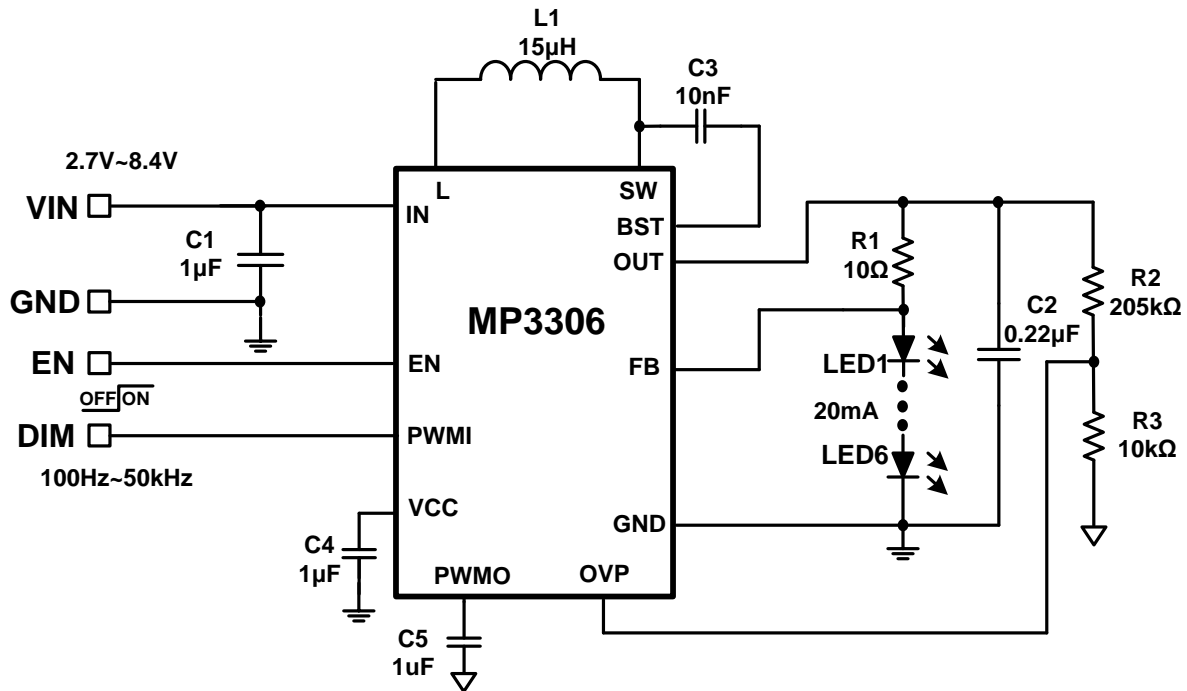 L1
15µH
C3
10nF
2.7V~8.4V
VIN
L
SW
IN
BST
C1
1µF
OUT
R1
10Ω
R2
205kΩ
GND
MP3306
C2
0.22µF
EN
EN
FB
LED1
OFF ON
20mA
DIM
PWMI
R3
10kΩ
100Hz~50kHz
LED6
VCC
GND
C4
1µF
PWMO
OVP
C5
1uF